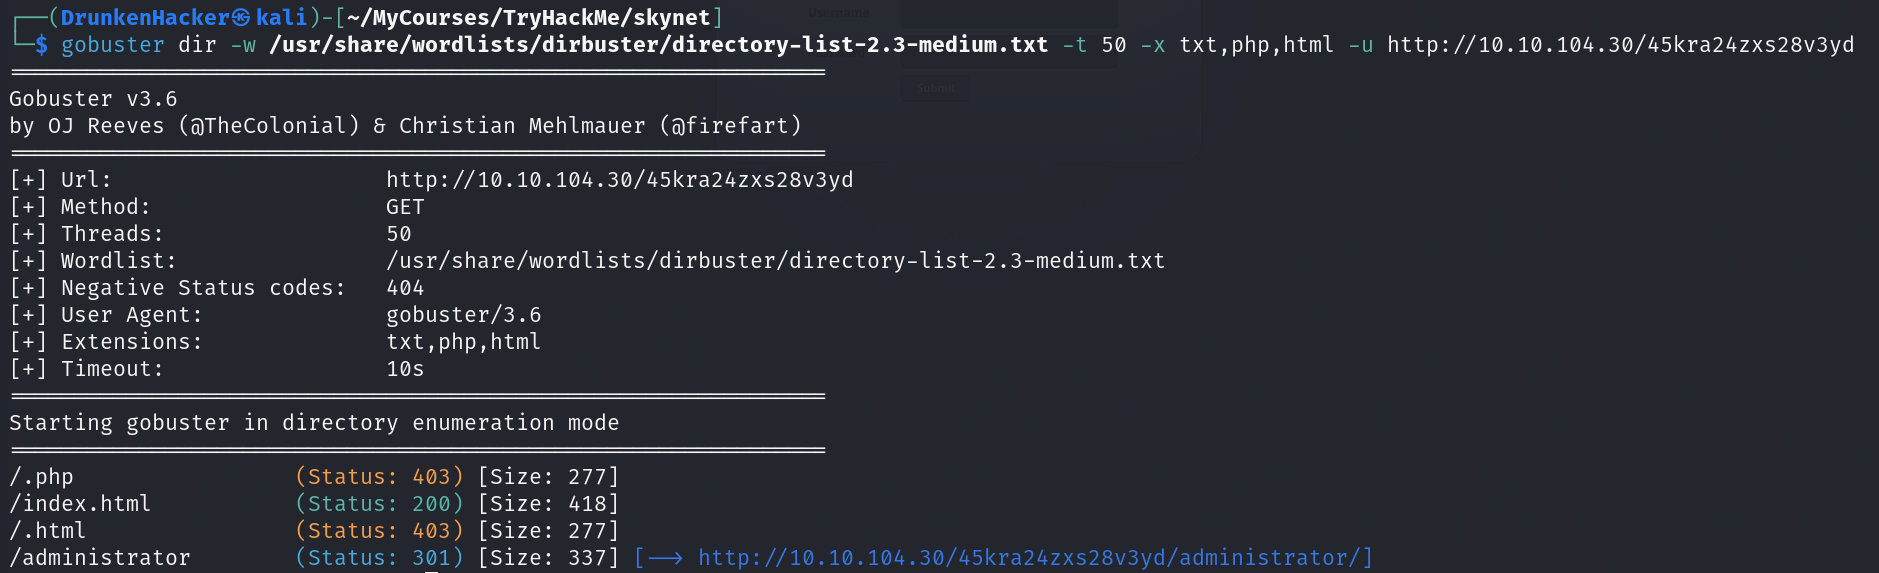 ┌──(DrunkenHacker㉿kali)-[~/MyCourses/TryHackMe/skynet]
└─$ gobuster dir -w /usr/share/wordlists/dirbuster/directory-list-2.3-medium.txt -t 50 -x txt,php,html -u http://10.10.104.30/45kra24zxs28v3yd
===============================================================
Gobuster v3.6
by OJ Reeves (@TheColonial) & Christian Mehlmauer (@firefart)
===============================================================
[+] Url:                     http://10.10.104.30/45kra24zxs28v3yd
[+] Method:                  GET
[+] Threads:                 50
[+] Wordlist:                /usr/share/wordlists/dirbuster/directory-list-2.3-medium.txt
[+] Negative Status codes:   404
[+] User Agent:              gobuster/3.6
[+] Extensions:              txt,php,html
[+] Timeout:                 10s
===============================================================
Starting gobuster in directory enumeration mode
===============================================================
/.php                 (Status: 403) [Size: 277]
/index.html           (Status: 200) [Size: 418]
/.html                (Status: 403) [Size: 277]
/administrator        (Status: 301) [Size: 337] [--> http://10.10.104.30/45kra24zxs28v3yd/administrator/]
Username
Submit